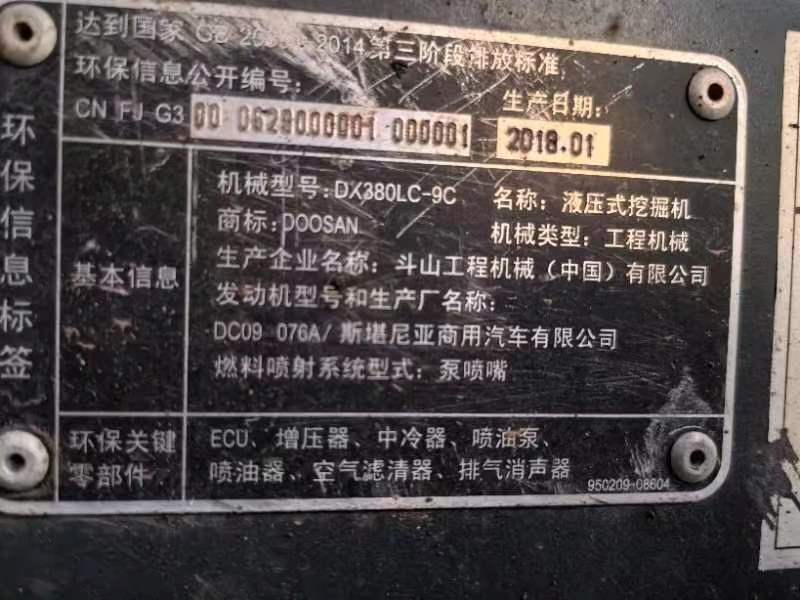 达到国家 GB 20 2014第三阶段排放标准
环保信息公开编号：
生产日期：
CN FJ G3 00 0629000001 000001
2018.01
环保信息标签
基本信息
机械型号：DX380LC-9C 名称：液压式挖掘机
商标：DOOSAN 机械类型：工程机械
生产企业名称：斗山工程机械（中国）有限公司
发动机型号和生产厂名称：
DC09 076A/斯堪尼亚商用汽车有限公司
燃料喷射系统型式：泵喷嘴
环保关键零部件
ECU、增压器、中冷器、喷油泵、
喷油器、空气滤清器、排气消声器
950209-08604